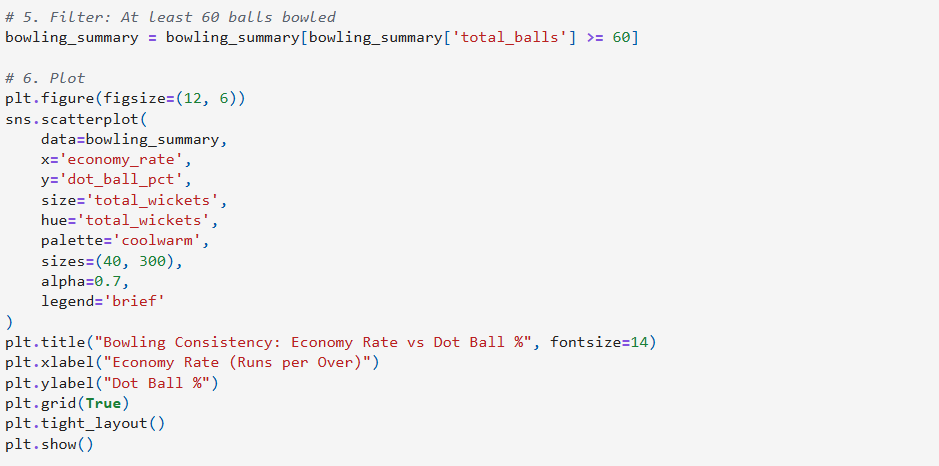 # 5. Filter: At least 60 balls bowled
bowling_summary = bowling_summary[bowling_summary['total_balls'] >= 60]

# 6. Plot
plt.figure(figsize=(12, 6))
sns.scatterplot(
    data=bowling_summary,
    x='economy_rate',
    y='dot_ball_pct',
    size='total_wickets',
    hue='total_wickets',
    palette='coolwarm',
    sizes=(40, 300),
    alpha=0.7,
    legend='brief'
)
plt.title("Bowling Consistency: Economy Rate vs Dot Ball %", fontsize=14)
plt.xlabel("Economy Rate (Runs per Over)")
plt.ylabel("Dot Ball %")
plt.grid(True)
plt.tight_layout()
plt.show()